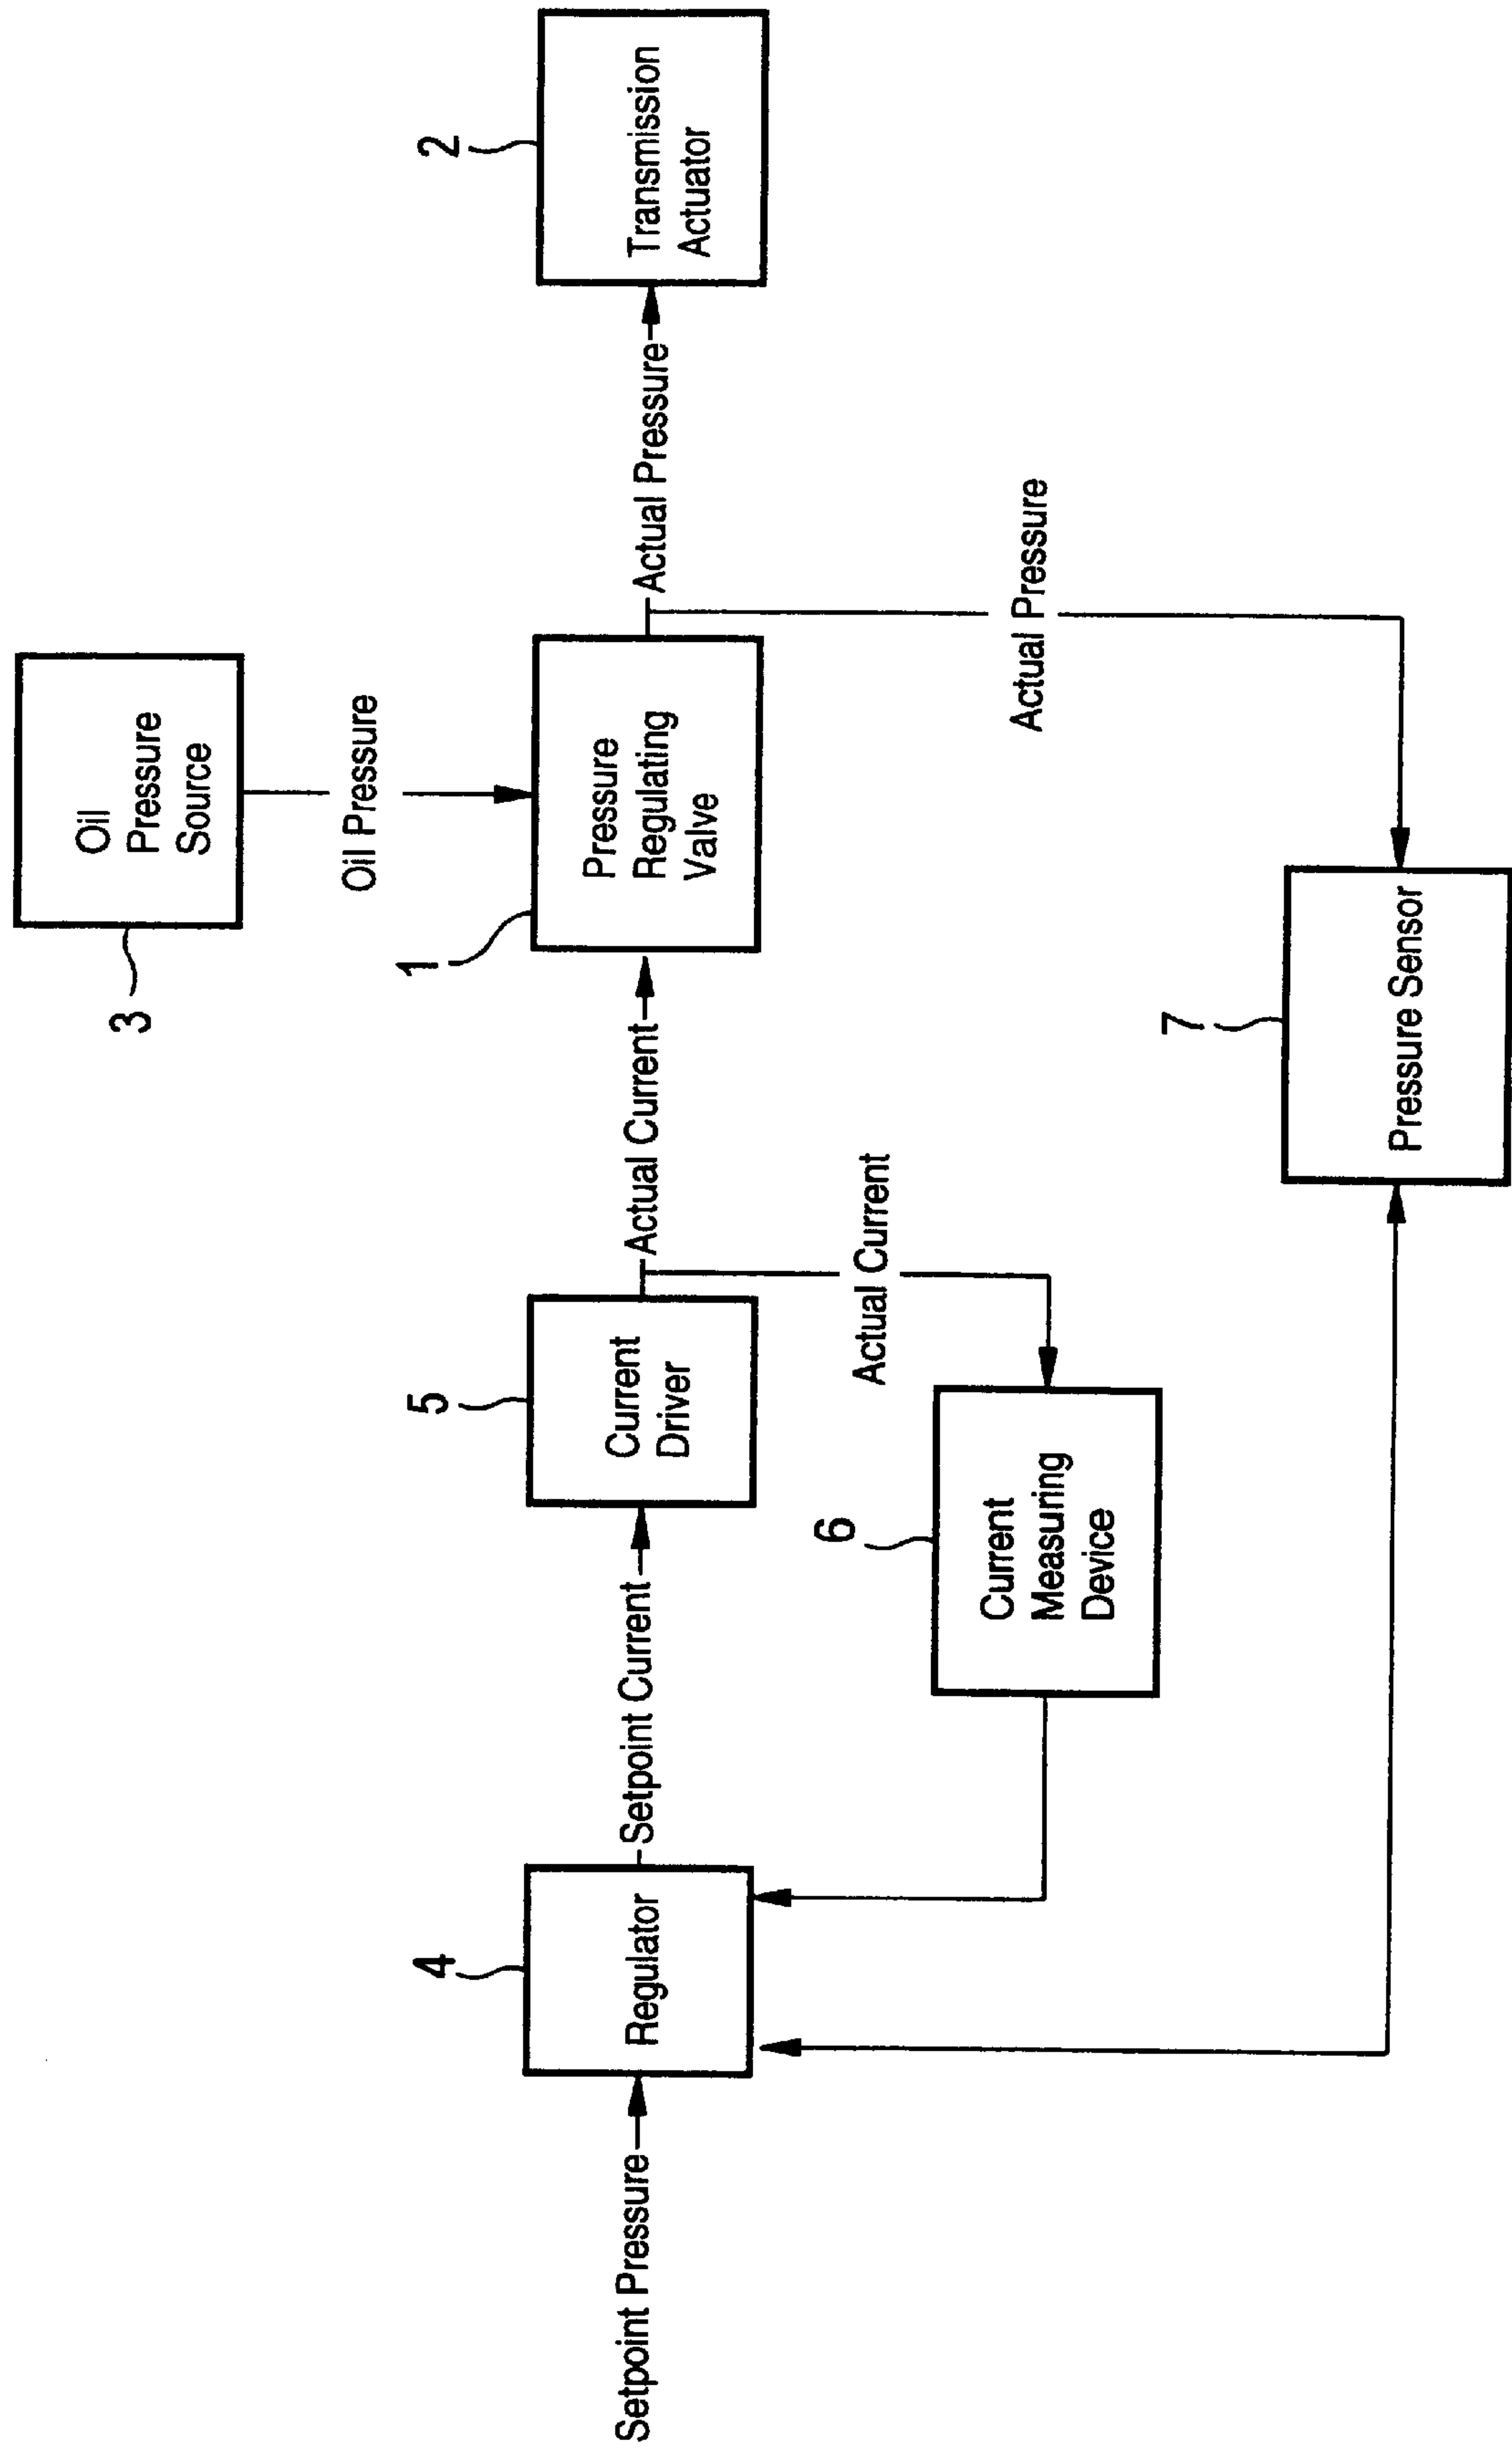 3
Oil
Pressure
Source
Oil Pressure
Setpoint Pressure
4
Regulator
Setpoint Current
5
Current
Driver
Actual Current
1
Pressure
Regulating
Valve
Actual Pressure
2
Transmission
Actuator
6
Current
Measuring
Device
Actual Current
Actual Pressure
7
Pressure Sensor